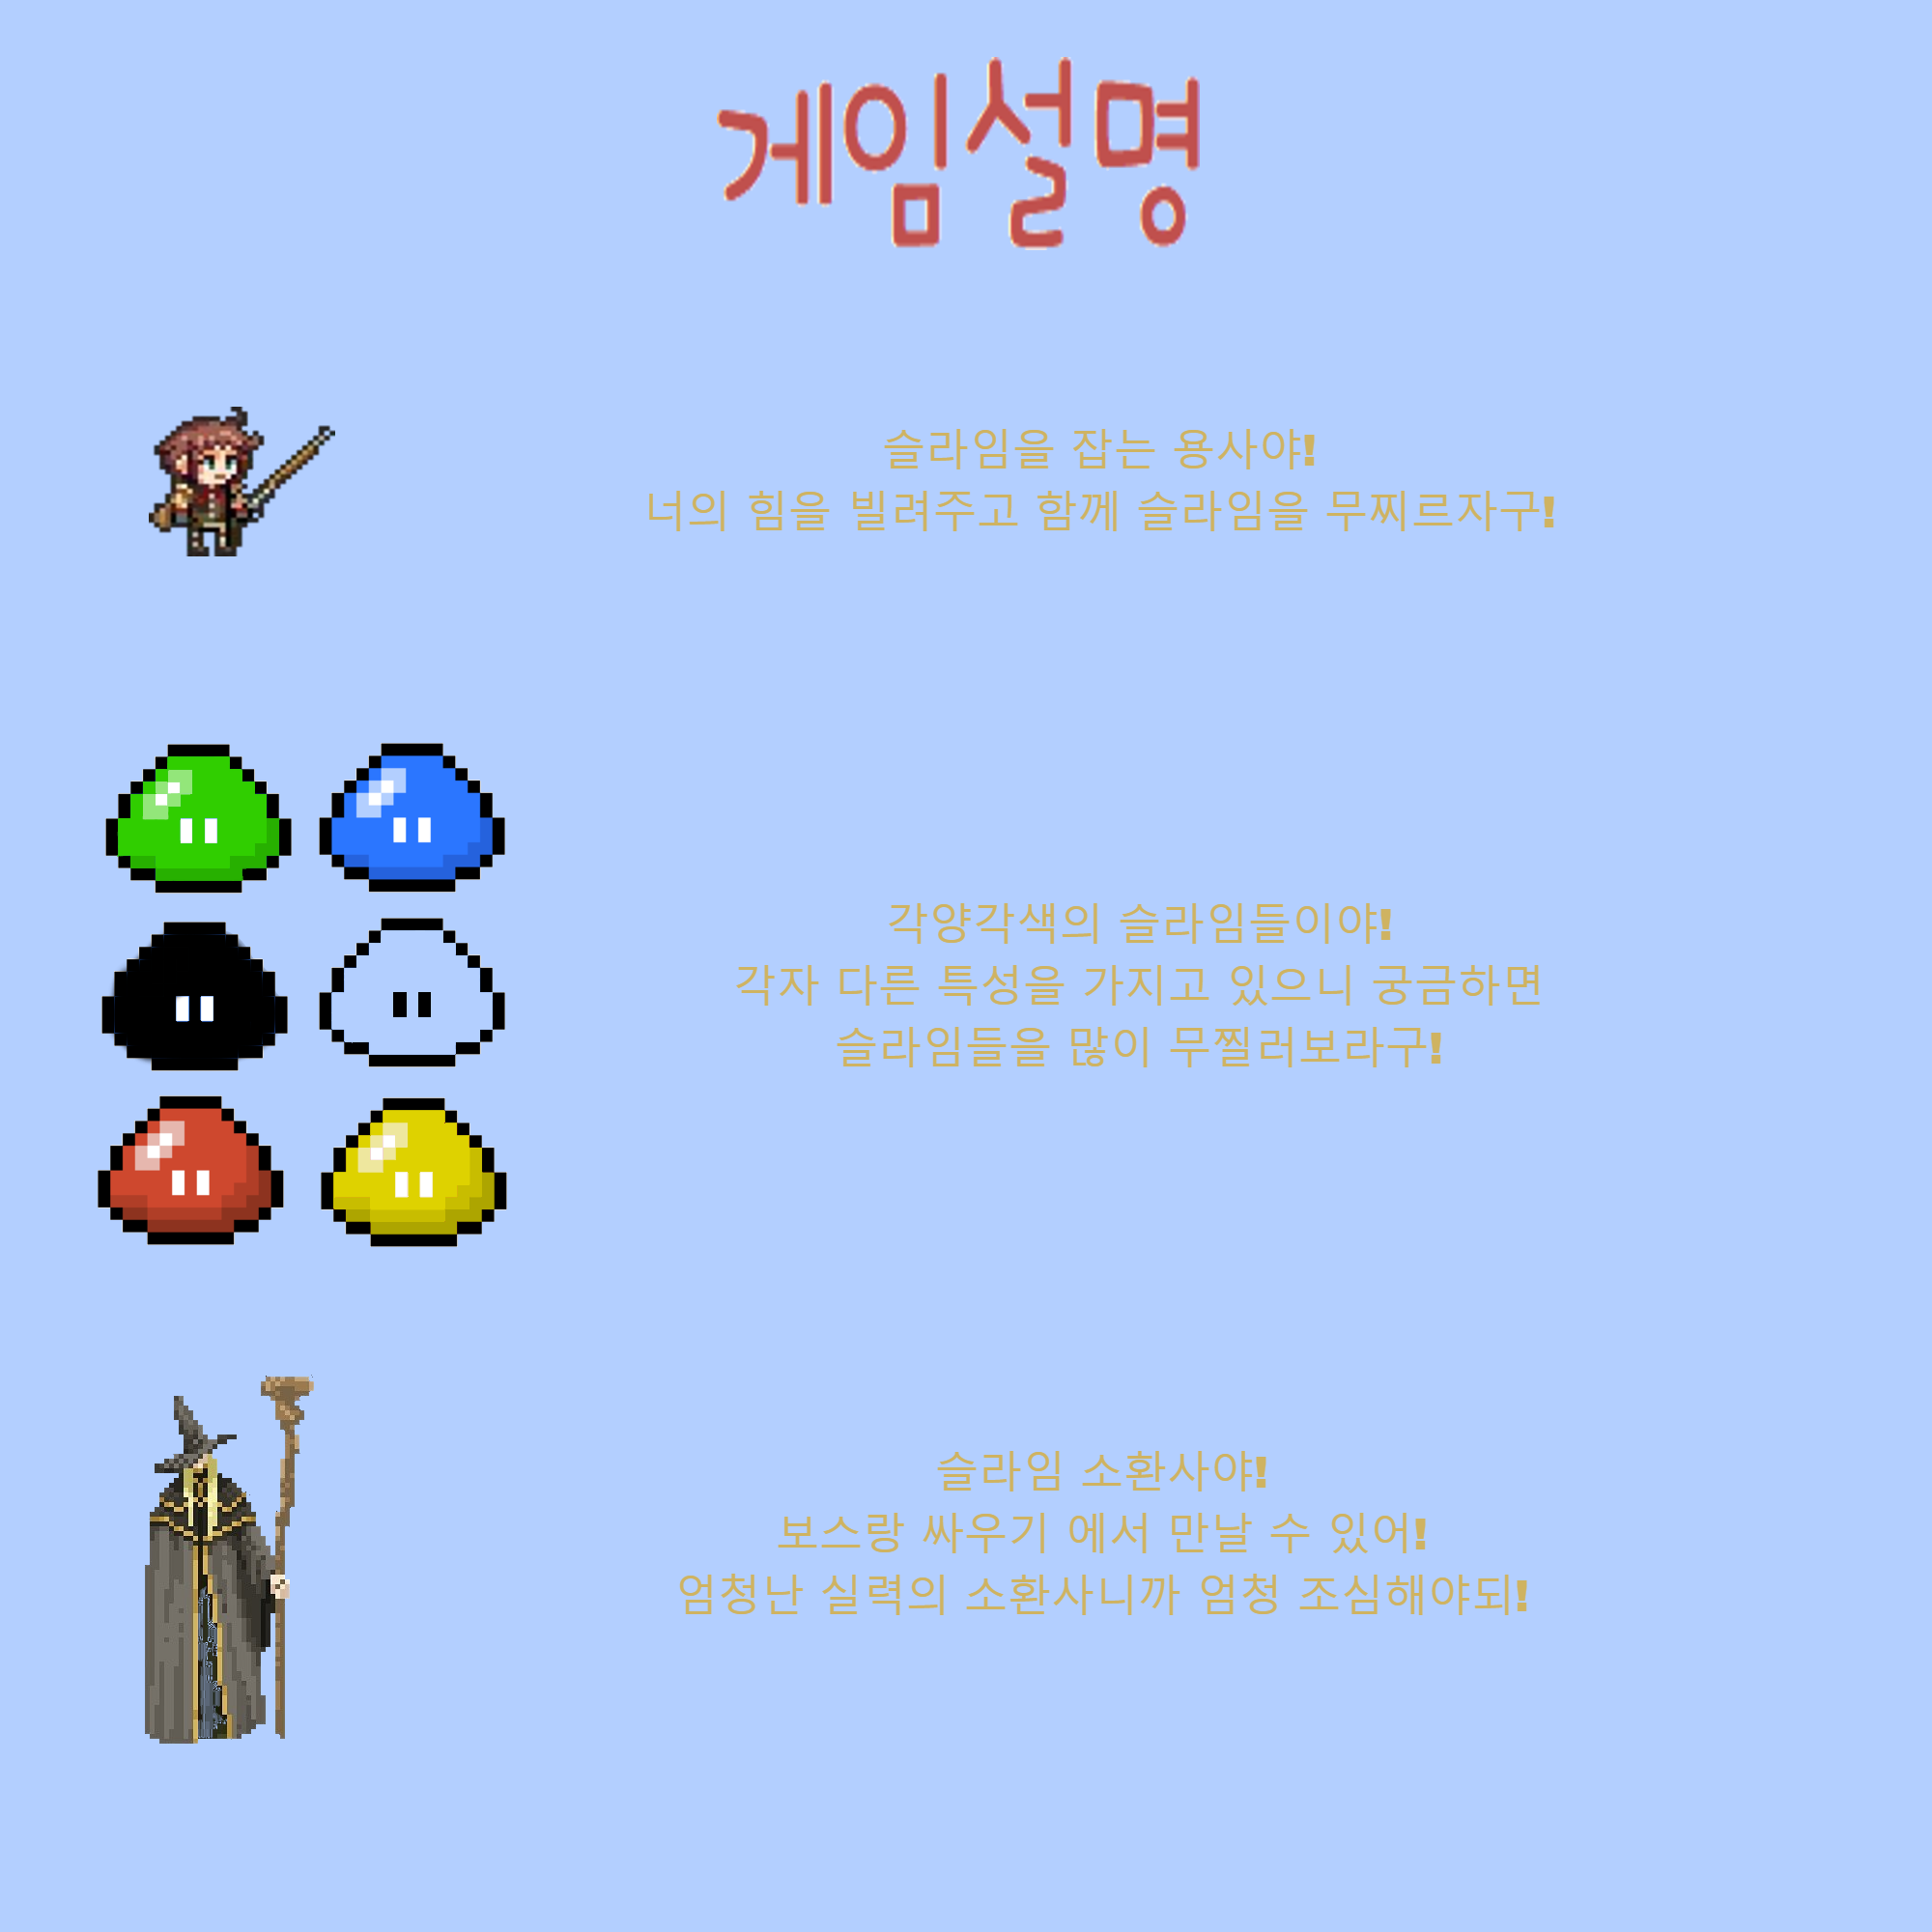 게임설명
슬라임을 잡는 용사야!
너의 힘을 빌려주고 함께 슬라임을 무찌르자구!
각양각색의 슬라임들이야!
각자 다른 특성을 가지고 있으니 궁금하면
슬라임들을 많이 무찔러보라구!
슬라임 소환사야!
보스랑 싸우기 에서 만날 수 있어!
엄청난 실력의 소환사니까 엄청 조심해야되!